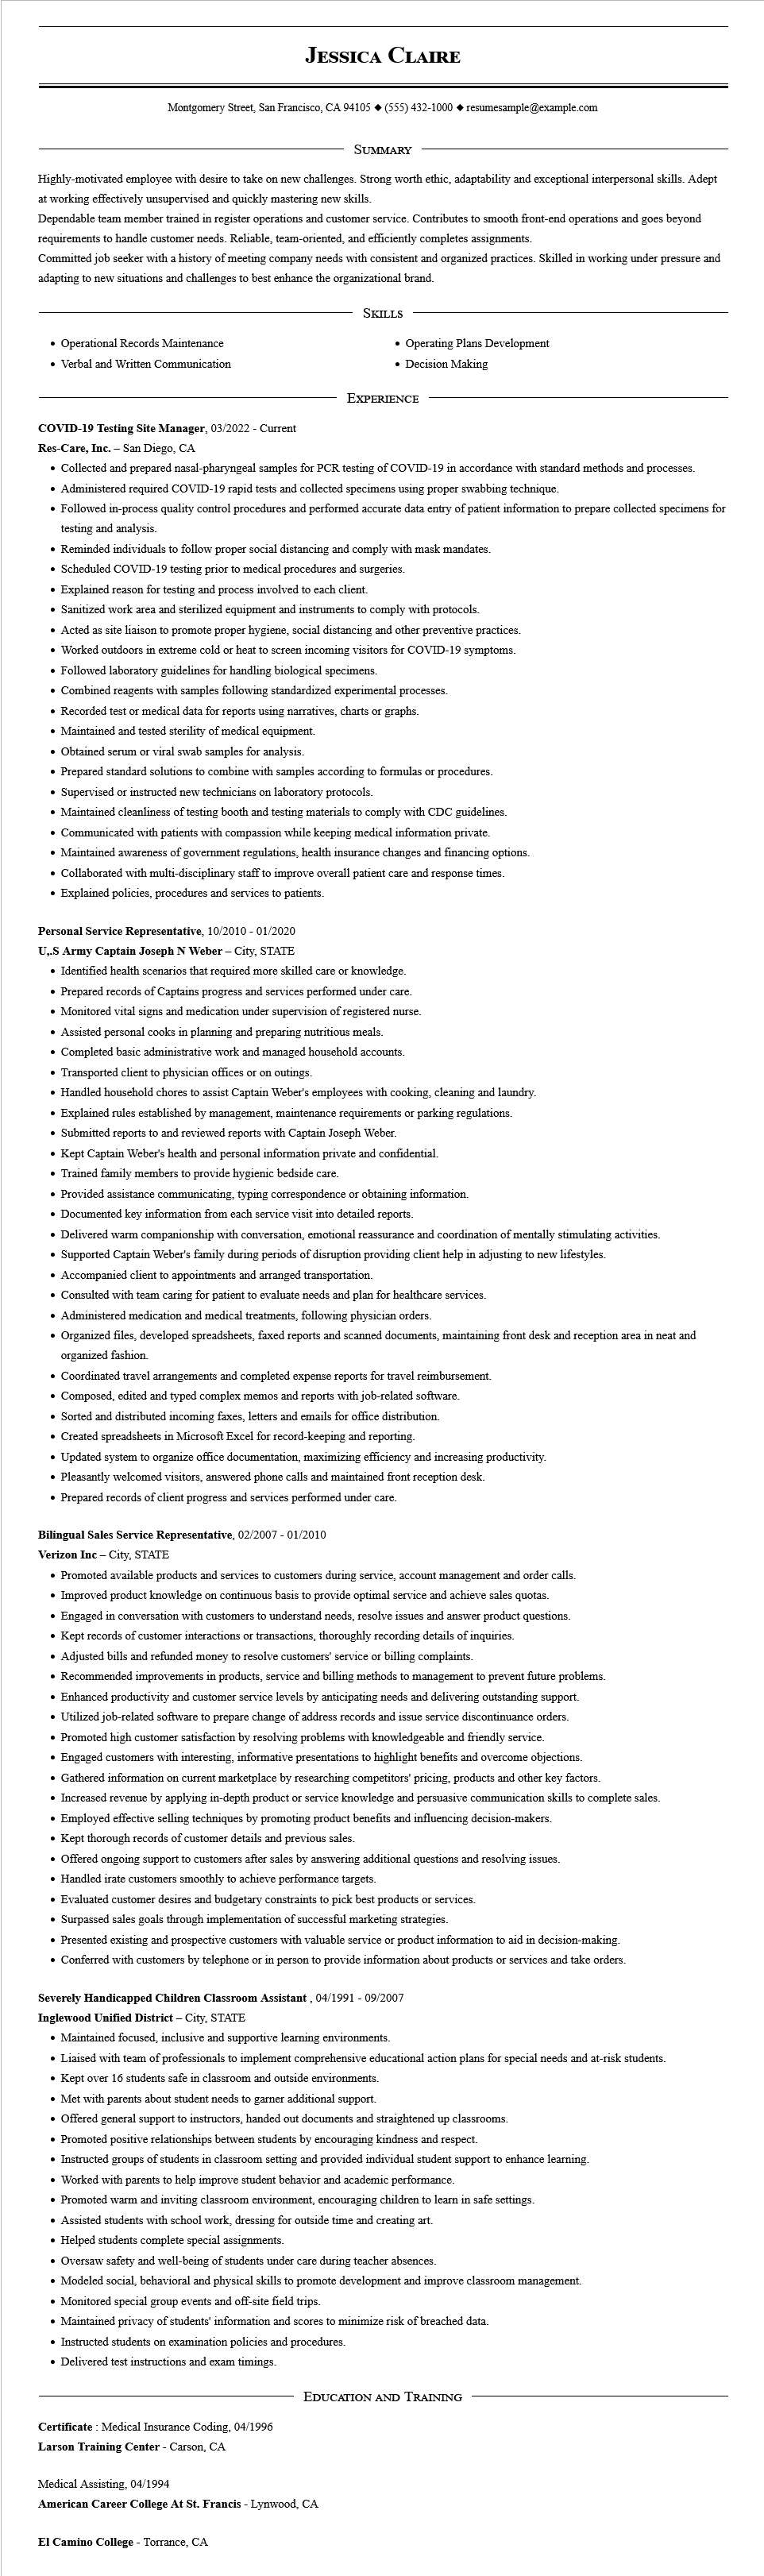 Jessica Claire
Montgomery Street, San Francisco, CA 94105 ◆ (555) 432-1000 ◆ resumesample@example.com
Summary
Highly-motivated employee with desire to take on new challenges. Strong worth ethic, adaptability and exceptional interpersonal skills. Adept
at working effectively unsupervised and quickly mastering new skills.
Dependable team member trained in register operations and customer service. Contributes to smooth front-end operations and goes beyond
requirements to handle customer needs. Reliable, team-oriented, and efficiently completes assignments.
Committed job seeker with a history of meeting company needs with consistent and organized practices. Skilled in working under pressure and
adapting to new situations and challenges to best enhance the organizational brand.
Skills
• Operational Records Maintenance
• Verbal and Written Communication
• Operating Plans Development
• Decision Making
Experience
COVID-19 Testing Site Manager, 03/2022 - Current
Res-Care, Inc. – San Diego, CA
• Collected and prepared nasal-pharyngeal samples for PCR testing of COVID-19 in accordance with standard methods and processes.
• Administered required COVID-19 rapid tests and collected specimens using proper swabbing technique.
• Followed in-process quality control procedures and performed accurate data entry of patient information to prepare collected specimens for
testing and analysis.
• Reminded individuals to follow proper social distancing and comply with mask mandates.
• Scheduled COVID-19 testing prior to medical procedures and surgeries.
• Explained reason for testing and process involved to each client.
• Sanitized work area and sterilized equipment and instruments to comply with protocols.
• Acted as site liaison to promote proper hygiene, social distancing and other preventive practices.
• Worked outdoors in extreme cold or heat to screen incoming visitors for COVID-19 symptoms.
• Followed laboratory guidelines for handling biological specimens.
• Combined reagents with samples following standardized experimental processes.
• Recorded test or medical data for reports using narratives, charts or graphs.
• Maintained and tested sterility of medical equipment.
• Obtained serum or viral swab samples for analysis.
• Prepared standard solutions to combine with samples according to formulas or procedures.
• Supervised or instructed new technicians on laboratory protocols.
• Maintained cleanliness of testing booth and testing materials to comply with CDC guidelines.
• Communicated with patients with compassion while keeping medical information private.
• Maintained awareness of government regulations, health insurance changes and financing options.
• Collaborated with multi-disciplinary staff to improve overall patient care and response times.
• Explained policies, procedures and services to patients.
Personal Service Representative, 10/2010 - 01/2020
U,.S Army Captain Joseph N Weber – City, STATE
• Identified health scenarios that required more skilled care or knowledge.
• Prepared records of Captains progress and services performed under care.
• Monitored vital signs and medication under supervision of registered nurse.
• Assisted personal cooks in planning and preparing nutritious meals.
• Completed basic administrative work and managed household accounts.
• Transported client to physician offices or on outings.
• Handled household chores to assist Captain Weber's employees with cooking, cleaning and laundry.
• Explained rules established by management, maintenance requirements or parking regulations.
• Submitted reports to and reviewed reports with Captain Joseph Weber.
• Kept Captain Weber's health and personal information private and confidential.
• Trained family members to provide hygienic bedside care.
• Provided assistance communicating, typing correspondence or obtaining information.
• Documented key information from each service visit into detailed reports.
• Delivered warm companionship with conversation, emotional reassurance and coordination of mentally stimulating activities.
• Supported Captain Weber's family during periods of disruption providing client help in adjusting to new lifestyles.
• Accompanied client to appointments and arranged transportation.
• Consulted with team caring for patient to evaluate needs and plan for healthcare services.
• Administered medication and medical treatments, following physician orders.
• Organized files, developed spreadsheets, faxed reports and scanned documents, maintaining front desk and reception area in neat and
organized fashion.
• Coordinated travel arrangements and completed expense reports for travel reimbursement.
• Composed, edited and typed complex memos and reports with job-related software.
• Sorted and distributed incoming faxes, letters and emails for office distribution.
• Created spreadsheets in Microsoft Excel for record-keeping and reporting.
• Updated system to organize office documentation, maximizing efficiency and increasing productivity.
• Pleasantly welcomed visitors, answered phone calls and maintained front reception desk.
• Prepared records of client progress and services performed under care.
Bilingual Sales Service Representative, 02/2007 - 01/2010
Verizon Inc – City, STATE
• Promoted available products and services to customers during service, account management and order calls.
• Improved product knowledge on continuous basis to provide optimal service and achieve sales quotas.
• Engaged in conversation with customers to understand needs, resolve issues and answer product questions.
• Kept records of customer interactions or transactions, thoroughly recording details of inquiries.
• Adjusted bills and refunded money to resolve customers' service or billing complaints.
• Recommended improvements in products, service and billing methods to management to prevent future problems.
• Enhanced productivity and customer service levels by anticipating needs and delivering outstanding support.
• Utilized job-related software to prepare change of address records and issue service discontinuance orders.
• Promoted high customer satisfaction by resolving problems with knowledgeable and friendly service.
• Engaged customers with interesting, informative presentations to highlight benefits and overcome objections.
• Gathered information on current marketplace by researching competitors' pricing, products and other key factors.
• Increased revenue by applying in-depth product or service knowledge and persuasive communication skills to complete sales.
• Employed effective selling techniques by promoting product benefits and influencing decision-makers.
• Kept thorough records of customer details and previous sales.
• Offered ongoing support to customers after sales by answering additional questions and resolving issues.
• Handled irate customers smoothly to achieve performance targets.
• Evaluated customer desires and budgetary constraints to pick best products or services.
• Surpassed sales goals through implementation of successful marketing strategies.
• Presented existing and prospective customers with valuable service or product information to aid in decision-making.
• Conferred with customers by telephone or in person to provide information about products or services and take orders.
Severely Handicapped Children Classroom Assistant , 04/1991 - 09/2007
Inglewood Unified District – City, STATE
• Maintained focused, inclusive and supportive learning environments.
• Liaised with team of professionals to implement comprehensive educational action plans for special needs and at-risk students.
• Kept over 16 students safe in classroom and outside environments.
• Met with parents about student needs to garner additional support.
• Offered general support to instructors, handed out documents and straightened up classrooms.
• Promoted positive relationships between students by encouraging kindness and respect.
• Instructed groups of students in classroom setting and provided individual student support to enhance learning.
• Worked with parents to help improve student behavior and academic performance.
• Promoted warm and inviting classroom environment, encouraging children to learn in safe settings.
• Assisted students with school work, dressing for outside time and creating art.
• Helped students complete special assignments.
• Oversaw safety and well-being of students under care during teacher absences.
• Modeled social, behavioral and physical skills to promote development and improve classroom management.
• Monitored special group events and off-site field trips.
• Maintained privacy of students' information and scores to minimize risk of breached data.
• Instructed students on examination policies and procedures.
• Delivered test instructions and exam timings.
Education and Training
Certificate : Medical Insurance Coding, 04/1996
Larson Training Center - Carson, CA
Medical Assisting, 04/1994
American Career College At St. Francis - Lynwood, CA
El Camino College - Torrance, CA